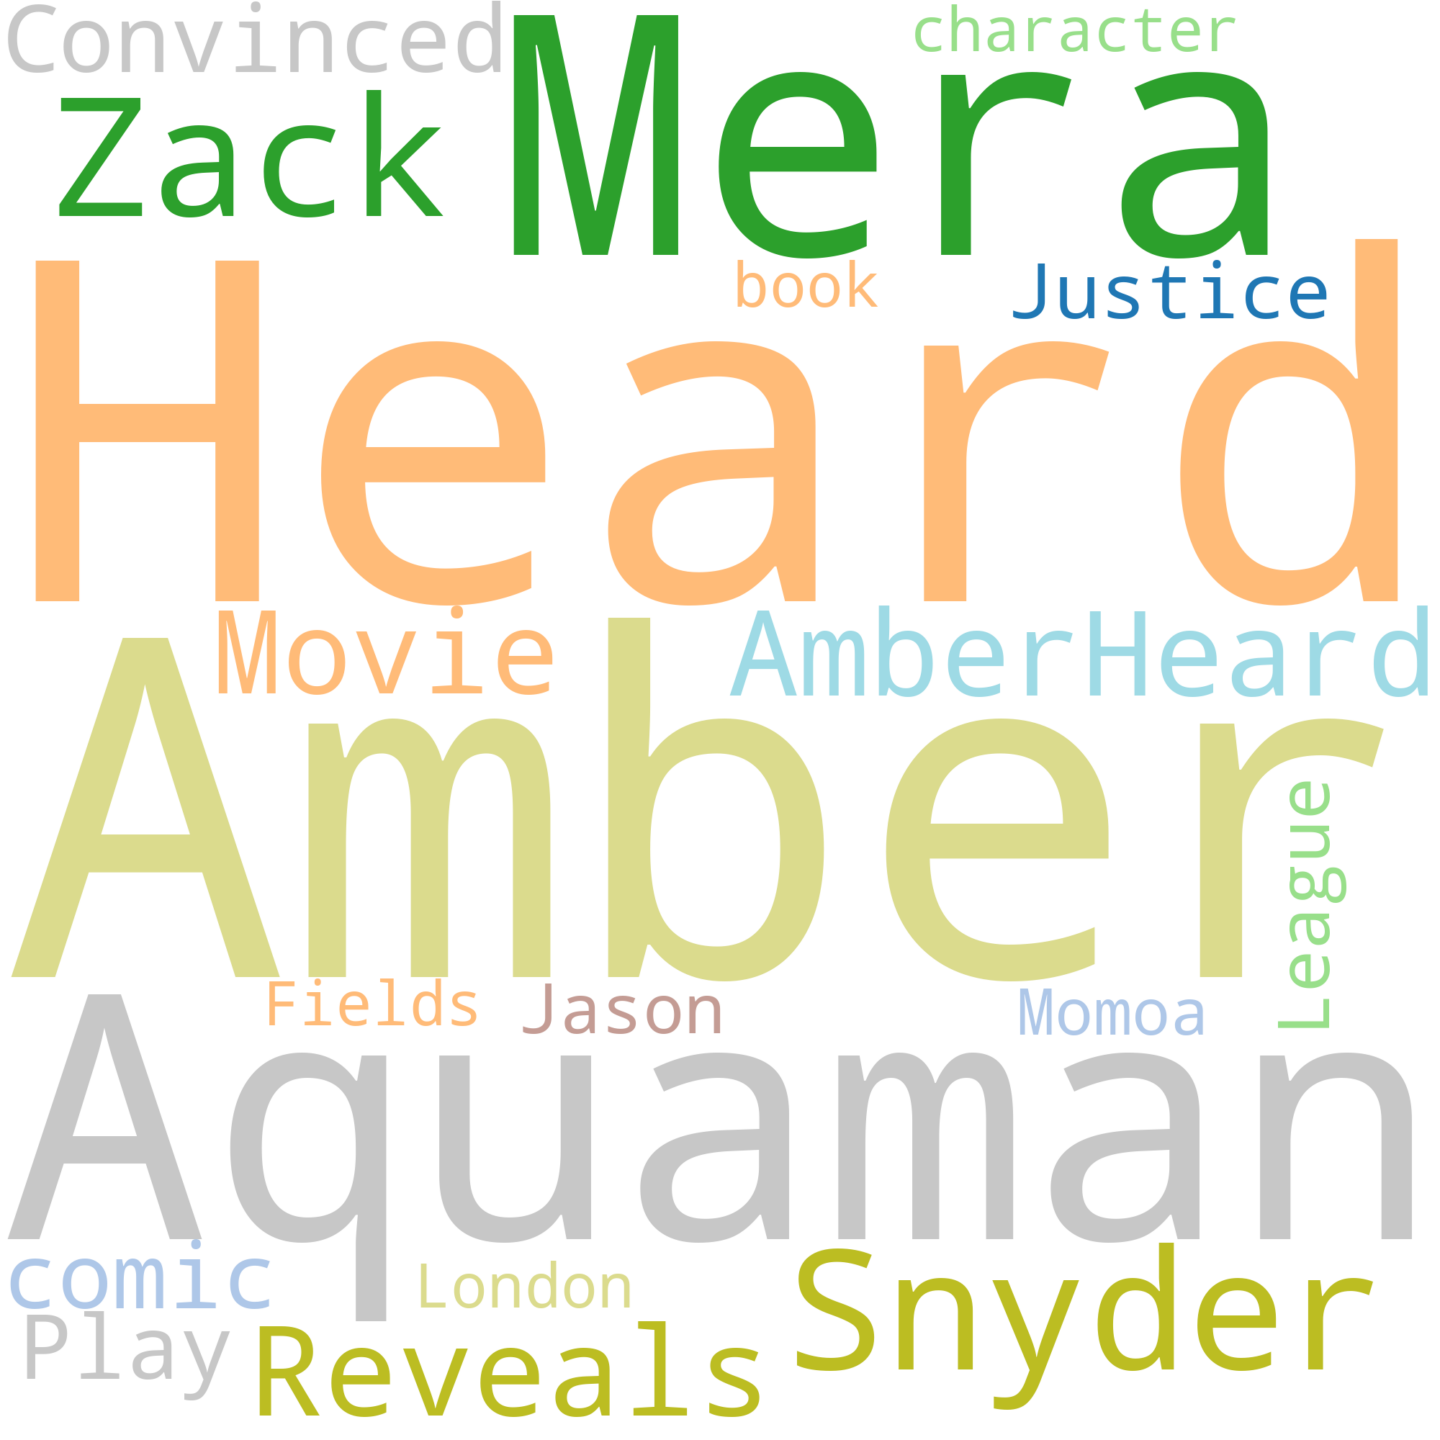 Convinced
character
Zack
Mera
book
Justice
Heard
Movie
AmberHeard
Amber
League
Fields
Jason
Momoa
Aquaman
comic
London
Snyder
Play
Reveals